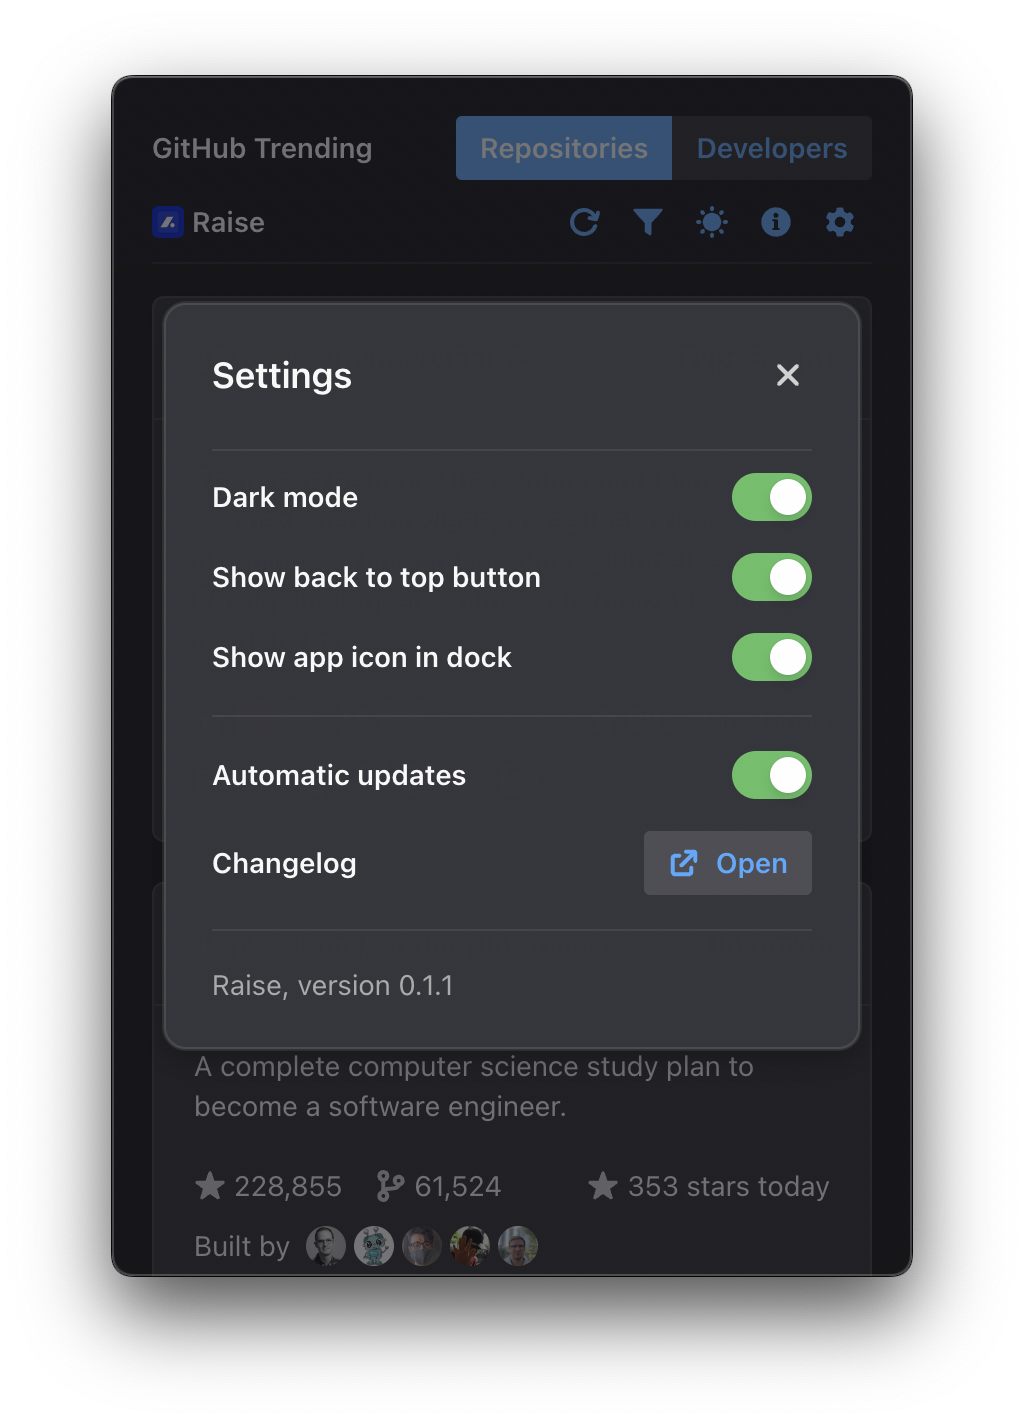 GitHub Trending
Repositories
Developers
Raise
Settings
Dark mode
Show back to top button
Show app icon in dock
Automatic updates
Changelog
Open
Raise, version 0.1.1
A complete computer science study plan to
become a software engineer.
228,855
61,524
353 stars today
Built by